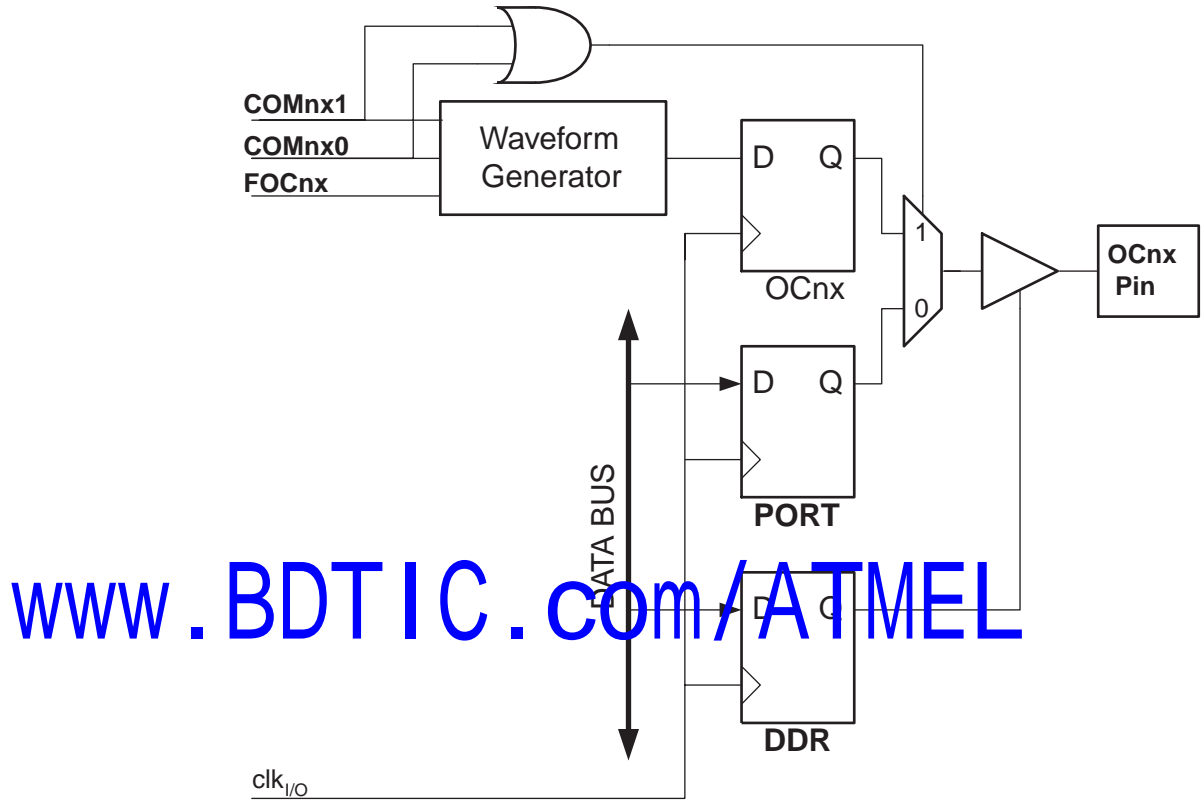 COMnx1
COMnx0
FOCnx
Waveform
Generator
D Q
OCnx
1
0
OCnx
Pin
D Q
PORT
DATA BUS
www.BDTIC.com/ATMEL
D Q
DDR
clkI/O